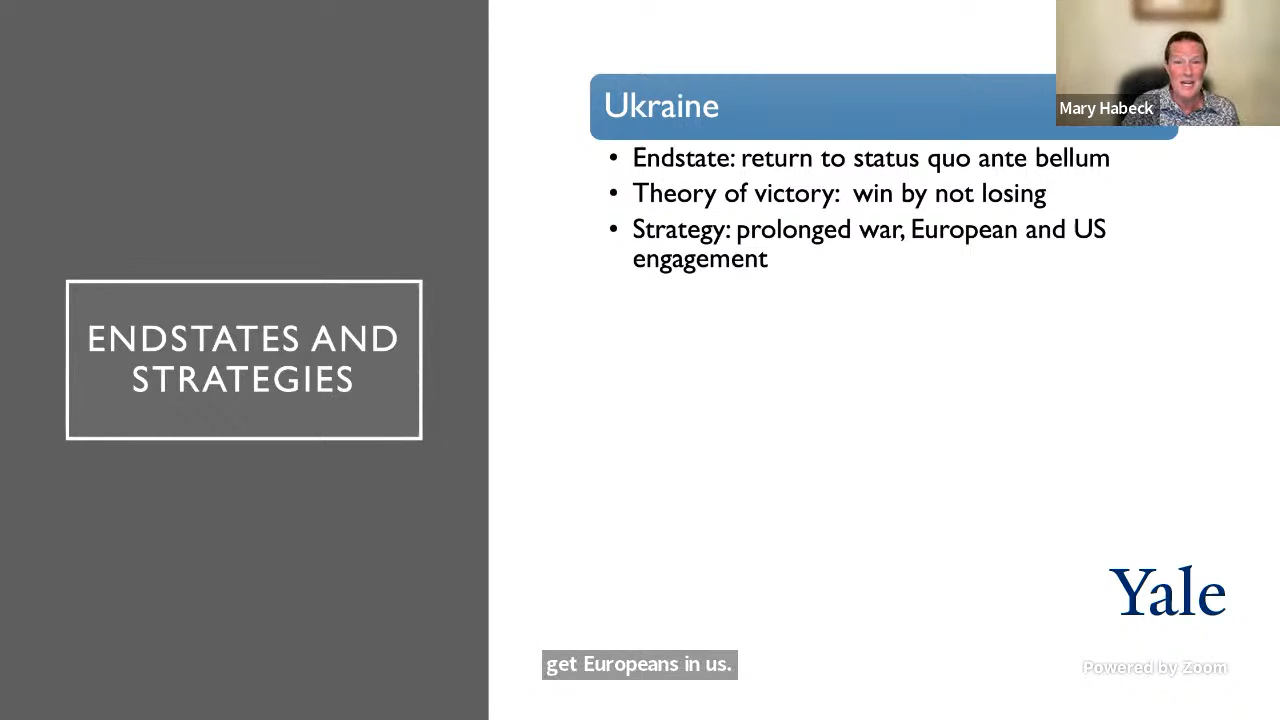 Ukraine
Mary Habeck
• Endstate: return to status quo ante bellum
• Theory of victory:  win by not losing
• Strategy: prolonged war, European and US
engagement
ENDSTATES AND
STRATEGIES
Yale
get Europeans in us.
Powered by Zoom